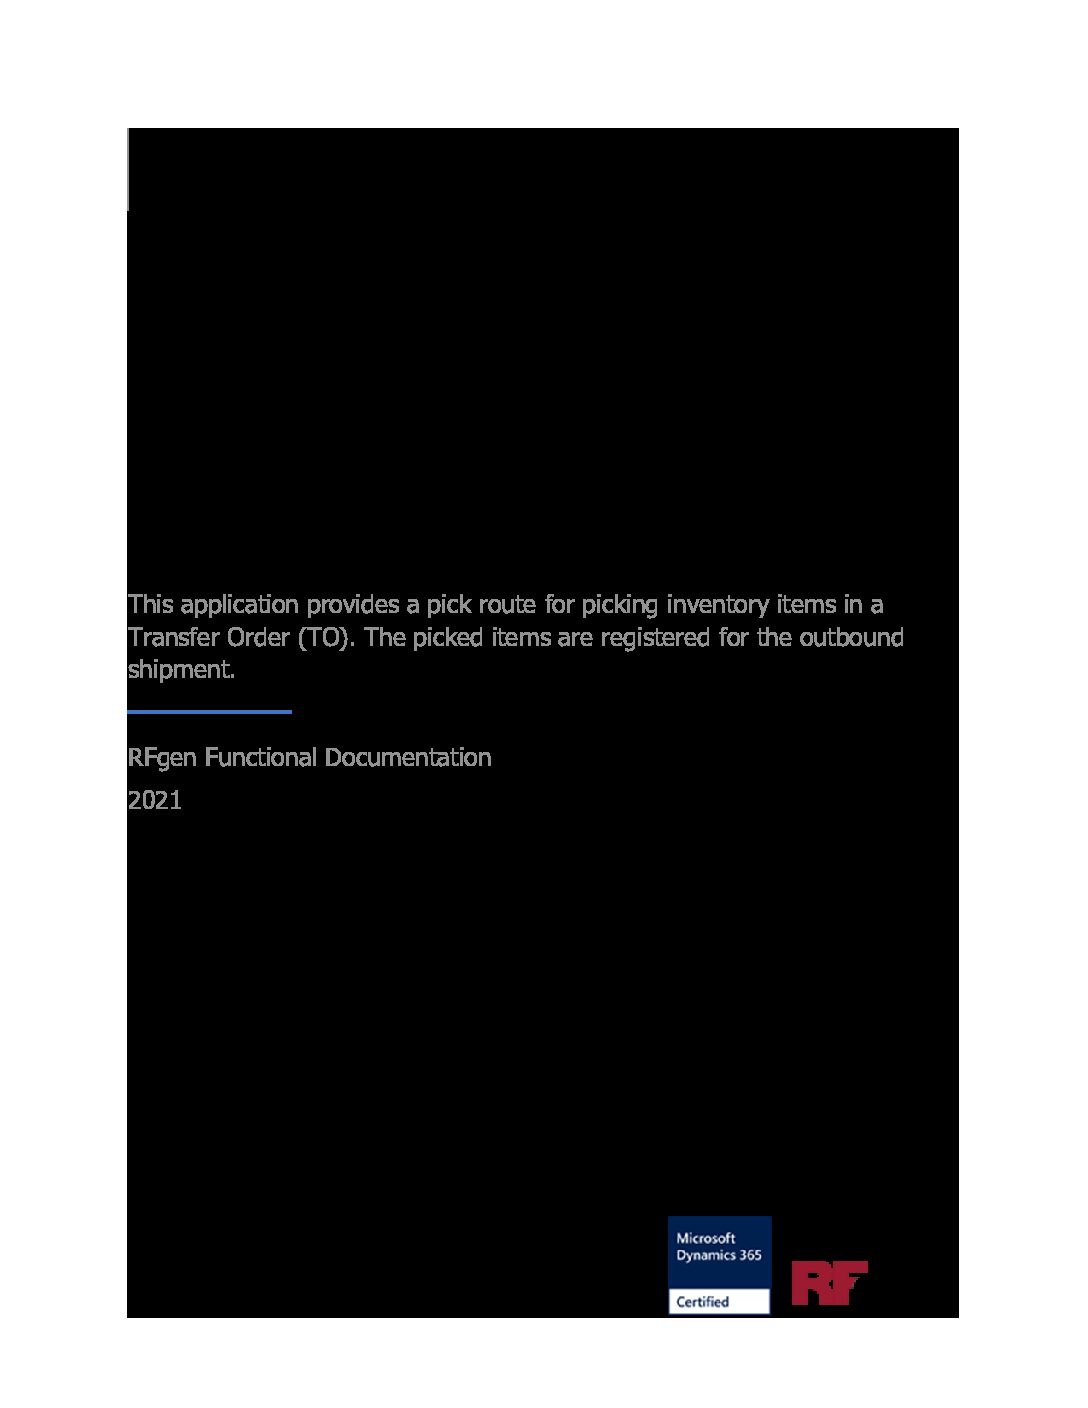 This application provides a pick route for picking inventory items in a
Transfer Order (TO). The picked items are registered for the outbound
shipment.
RFgen Functional Documentation
2021
Microsoft
Dynamics 365
Certified
RF